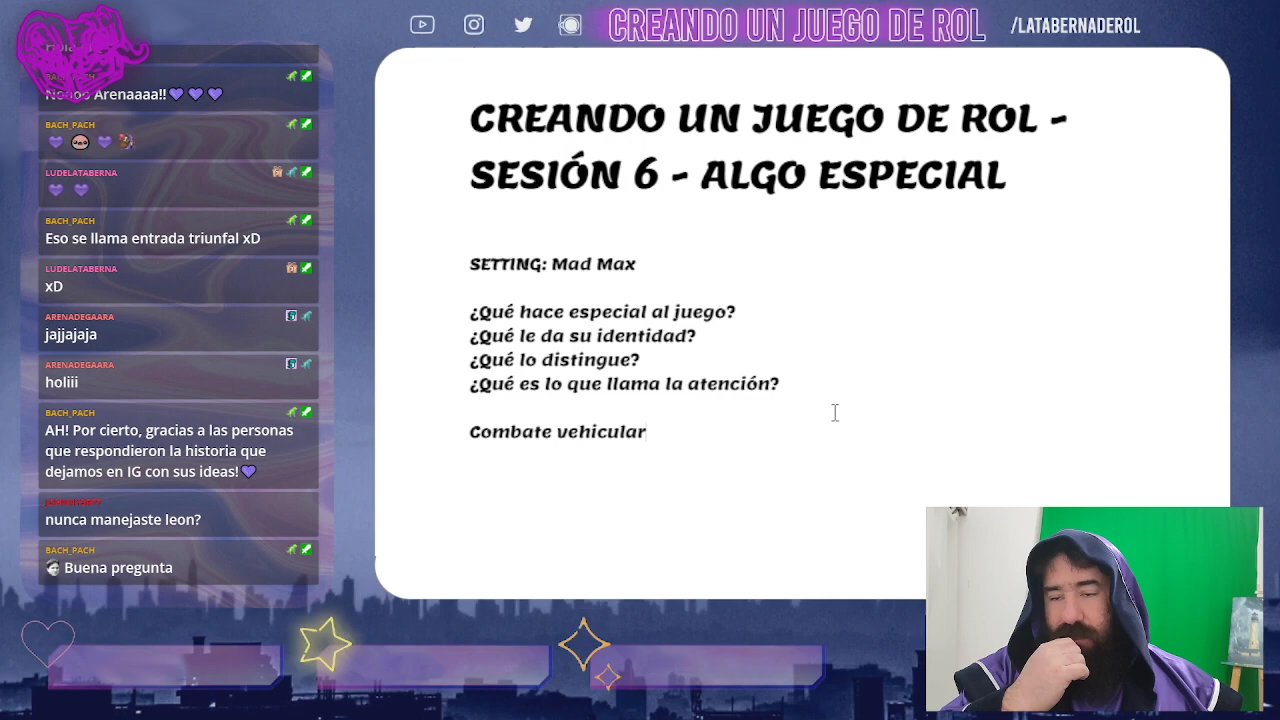 CREANDO UN JUEGO DE ROL
/LATABERNADEROL
BACH_PACH
Noooo Arenaaaa!!
BACH_PACH
LUDELATABERNA
BACH_PACH
Eso se llama entrada triunfal xD
LUDELATABERNA
xD
ARENADEGAARA
jajjajaja
ARENADEGAARA
holiii
BACH_PACH
AH! Por cierto, gracias a las personas
que respondieron la historia que
dejamos en IG con sus ideas!
nunca manejaste leon?
BACH_PACH
Buena pregunta
CREANDO UN JUEGO DE ROL -
SESIÓN 6 - ALGO ESPECIAL
SETTING: Mad Max
¿Qué hace especial al juego?
¿Qué le da su identidad?
¿Qué lo distingue?
¿Qué es lo que llama la atención?
Combate vehicular